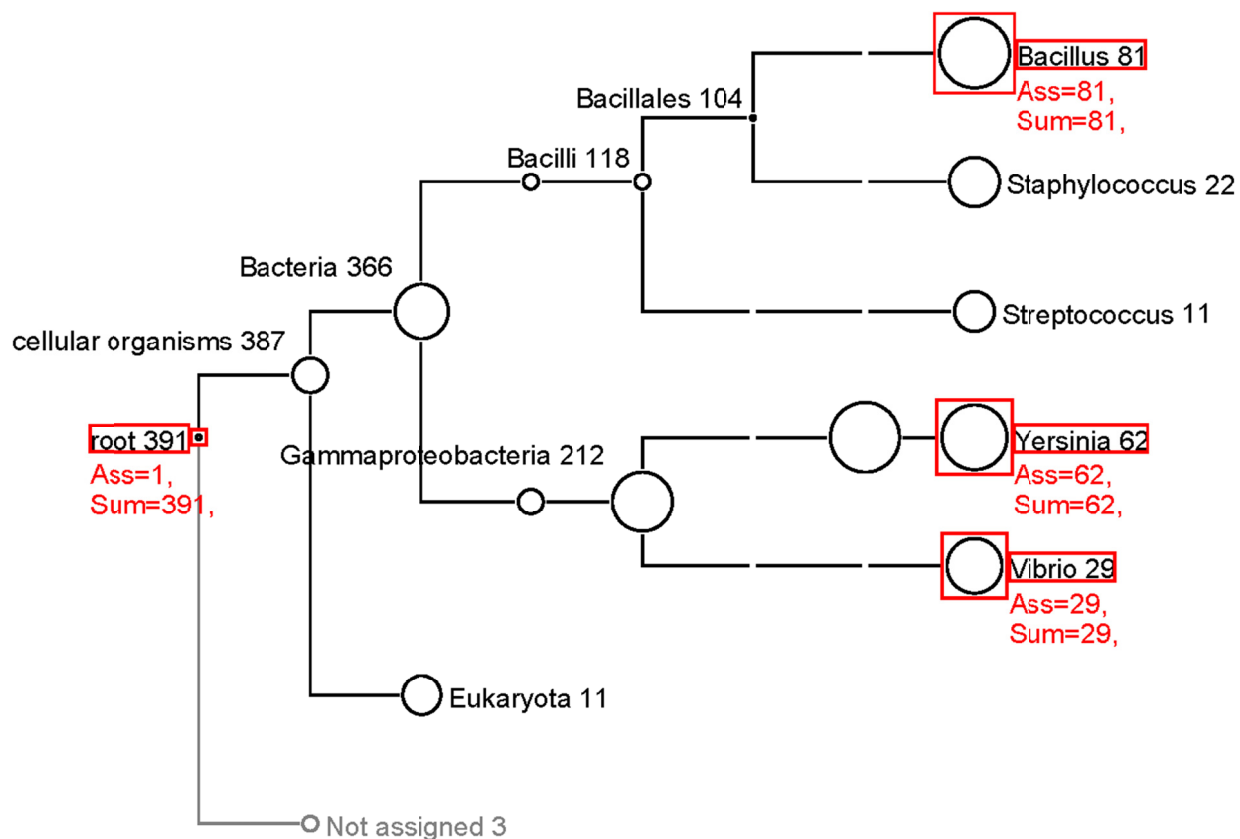 Bacillus 81
Ass=81,
Sum=81,
Bacillales 104
Bacilli 118
Staphylococcus 22
Bacteria 366
Streptococcus 11
cellular organisms 387
root 391
Ass=1,
Sum=391,
Gammaproteobacteria 212
Yersinia 62
Ass=62,
Sum=62,
Vibrio 29
Ass=29,
Sum=29,
Eukaryota 11
Not assigned 3